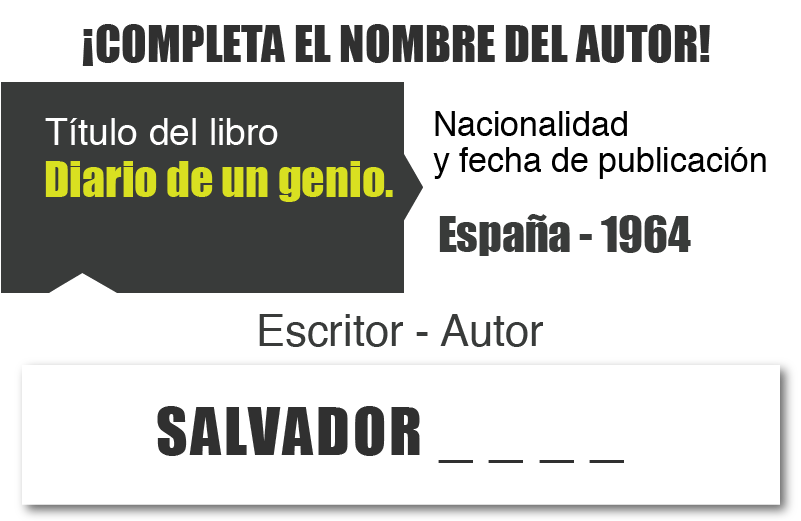 ¡COMPLETA EL NOMBRE DEL AUTOR!
Título del libro
Diario de un genio.
Nacionalidad
y fecha de publicación
España - 1964
Escritor - Autor
SALVADOR _ _ _ _